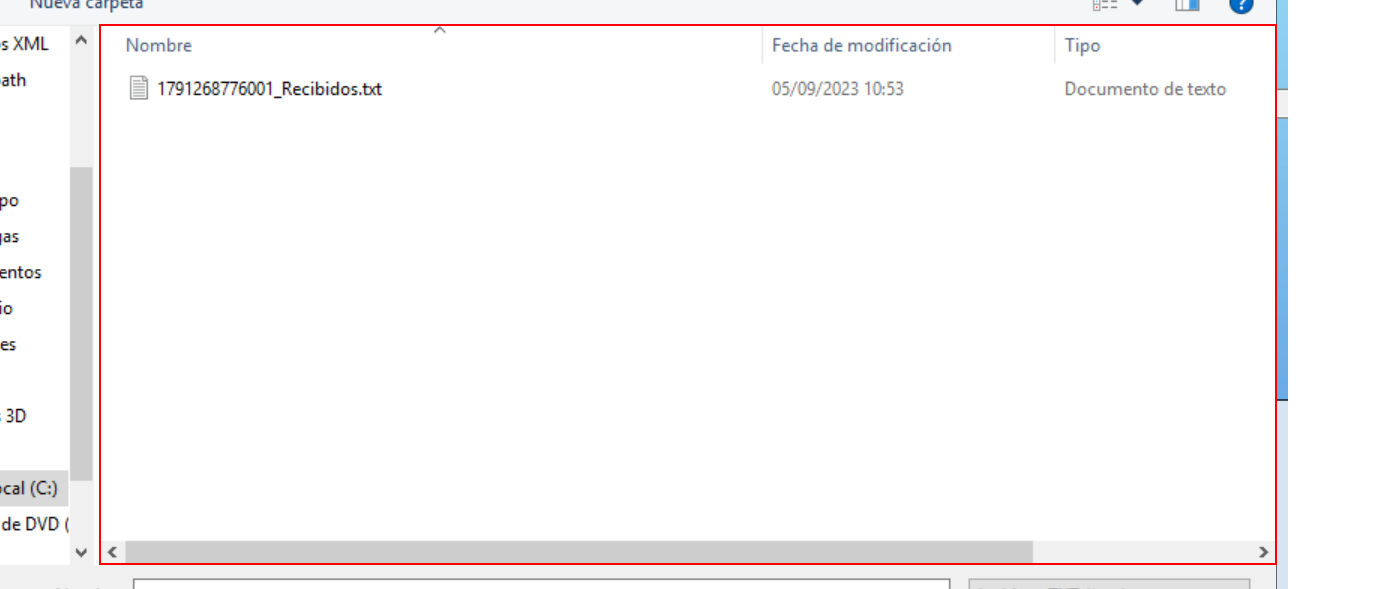 Nueva carpeta
s XML
ath
po
as
entos
io
es
s 3D
ocal (C:)
de DVD (
Nombre
Fecha de modificación
Tipo
1791268776001_Recibidos.txt
05/09/2023 10:53
Documento de texto